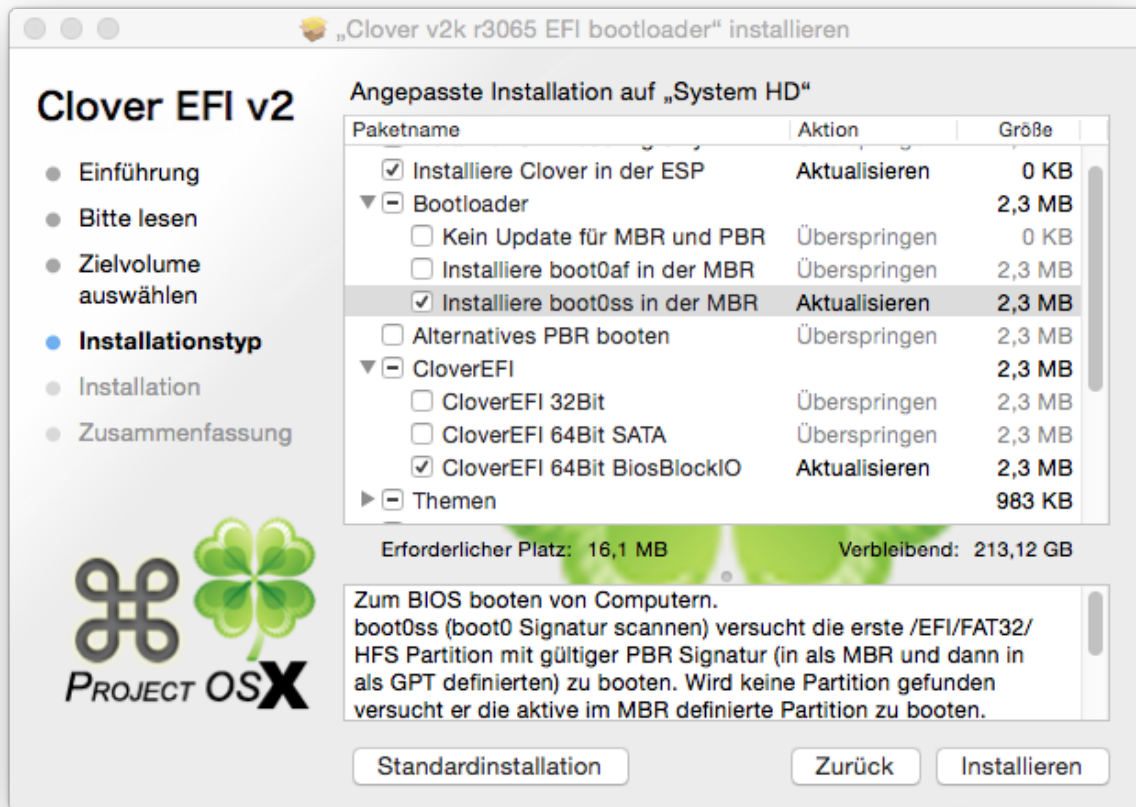 „Clover v2k r3065 EFI bootloader“ installieren
Clover EFI v2
Einführung
Bitte lesen
Zielvolume
auswählen
Installationstyp
Installation
Zusammenfassung
PROJECT OSX
Angepasste Installation auf „System HD“
Paketname Aktion Größe
Installiere Clover in der ESP Aktualisieren 0 KB
Bootloader 2,3 MB
Kein Update für MBR und PBR Überspringen 0 KB
Installiere boot0af in der MBR Überspringen 2,3 MB
Installiere boot0ss in der MBR Aktualisieren 2,3 MB
Alternatives PBR booten Überspringen 2,3 MB
CloverEFI 2,3 MB
CloverEFI 32Bit Überspringen 2,3 MB
CloverEFI 64Bit SATA Überspringen 2,3 MB
CloverEFI 64Bit BiosBlockIO Aktualisieren 2,3 MB
Themen 983 KB
Erforderlicher Platz: 16,1 MB Verbleibend: 213,12 GB
Zum BIOS booten von Computern.
boot0ss (boot0 Signatur scannen) versucht die erste /EFI/FAT32/
HFS Partition mit gültiger PBR Signatur (in als MBR und dann in
als GPT definierten) zu booten. Wird keine Partition gefunden
versucht er die aktive im MBR definierte Partition zu booten.
Standardinstallation Zurück Installieren